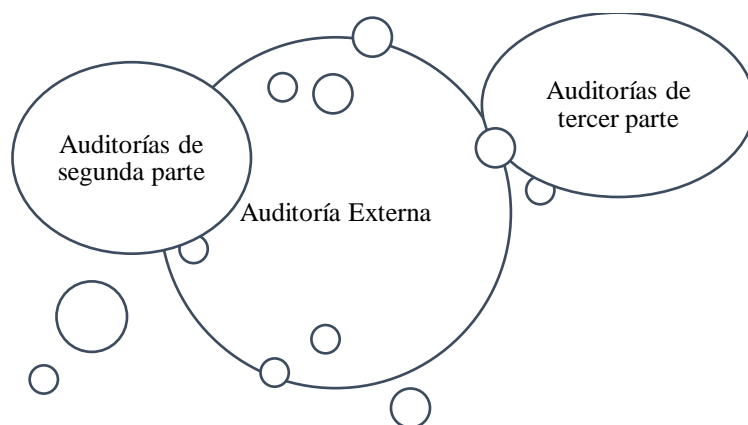 Auditorías de
segunda parte
Auditoría Externa
Auditorías de
tercer parte